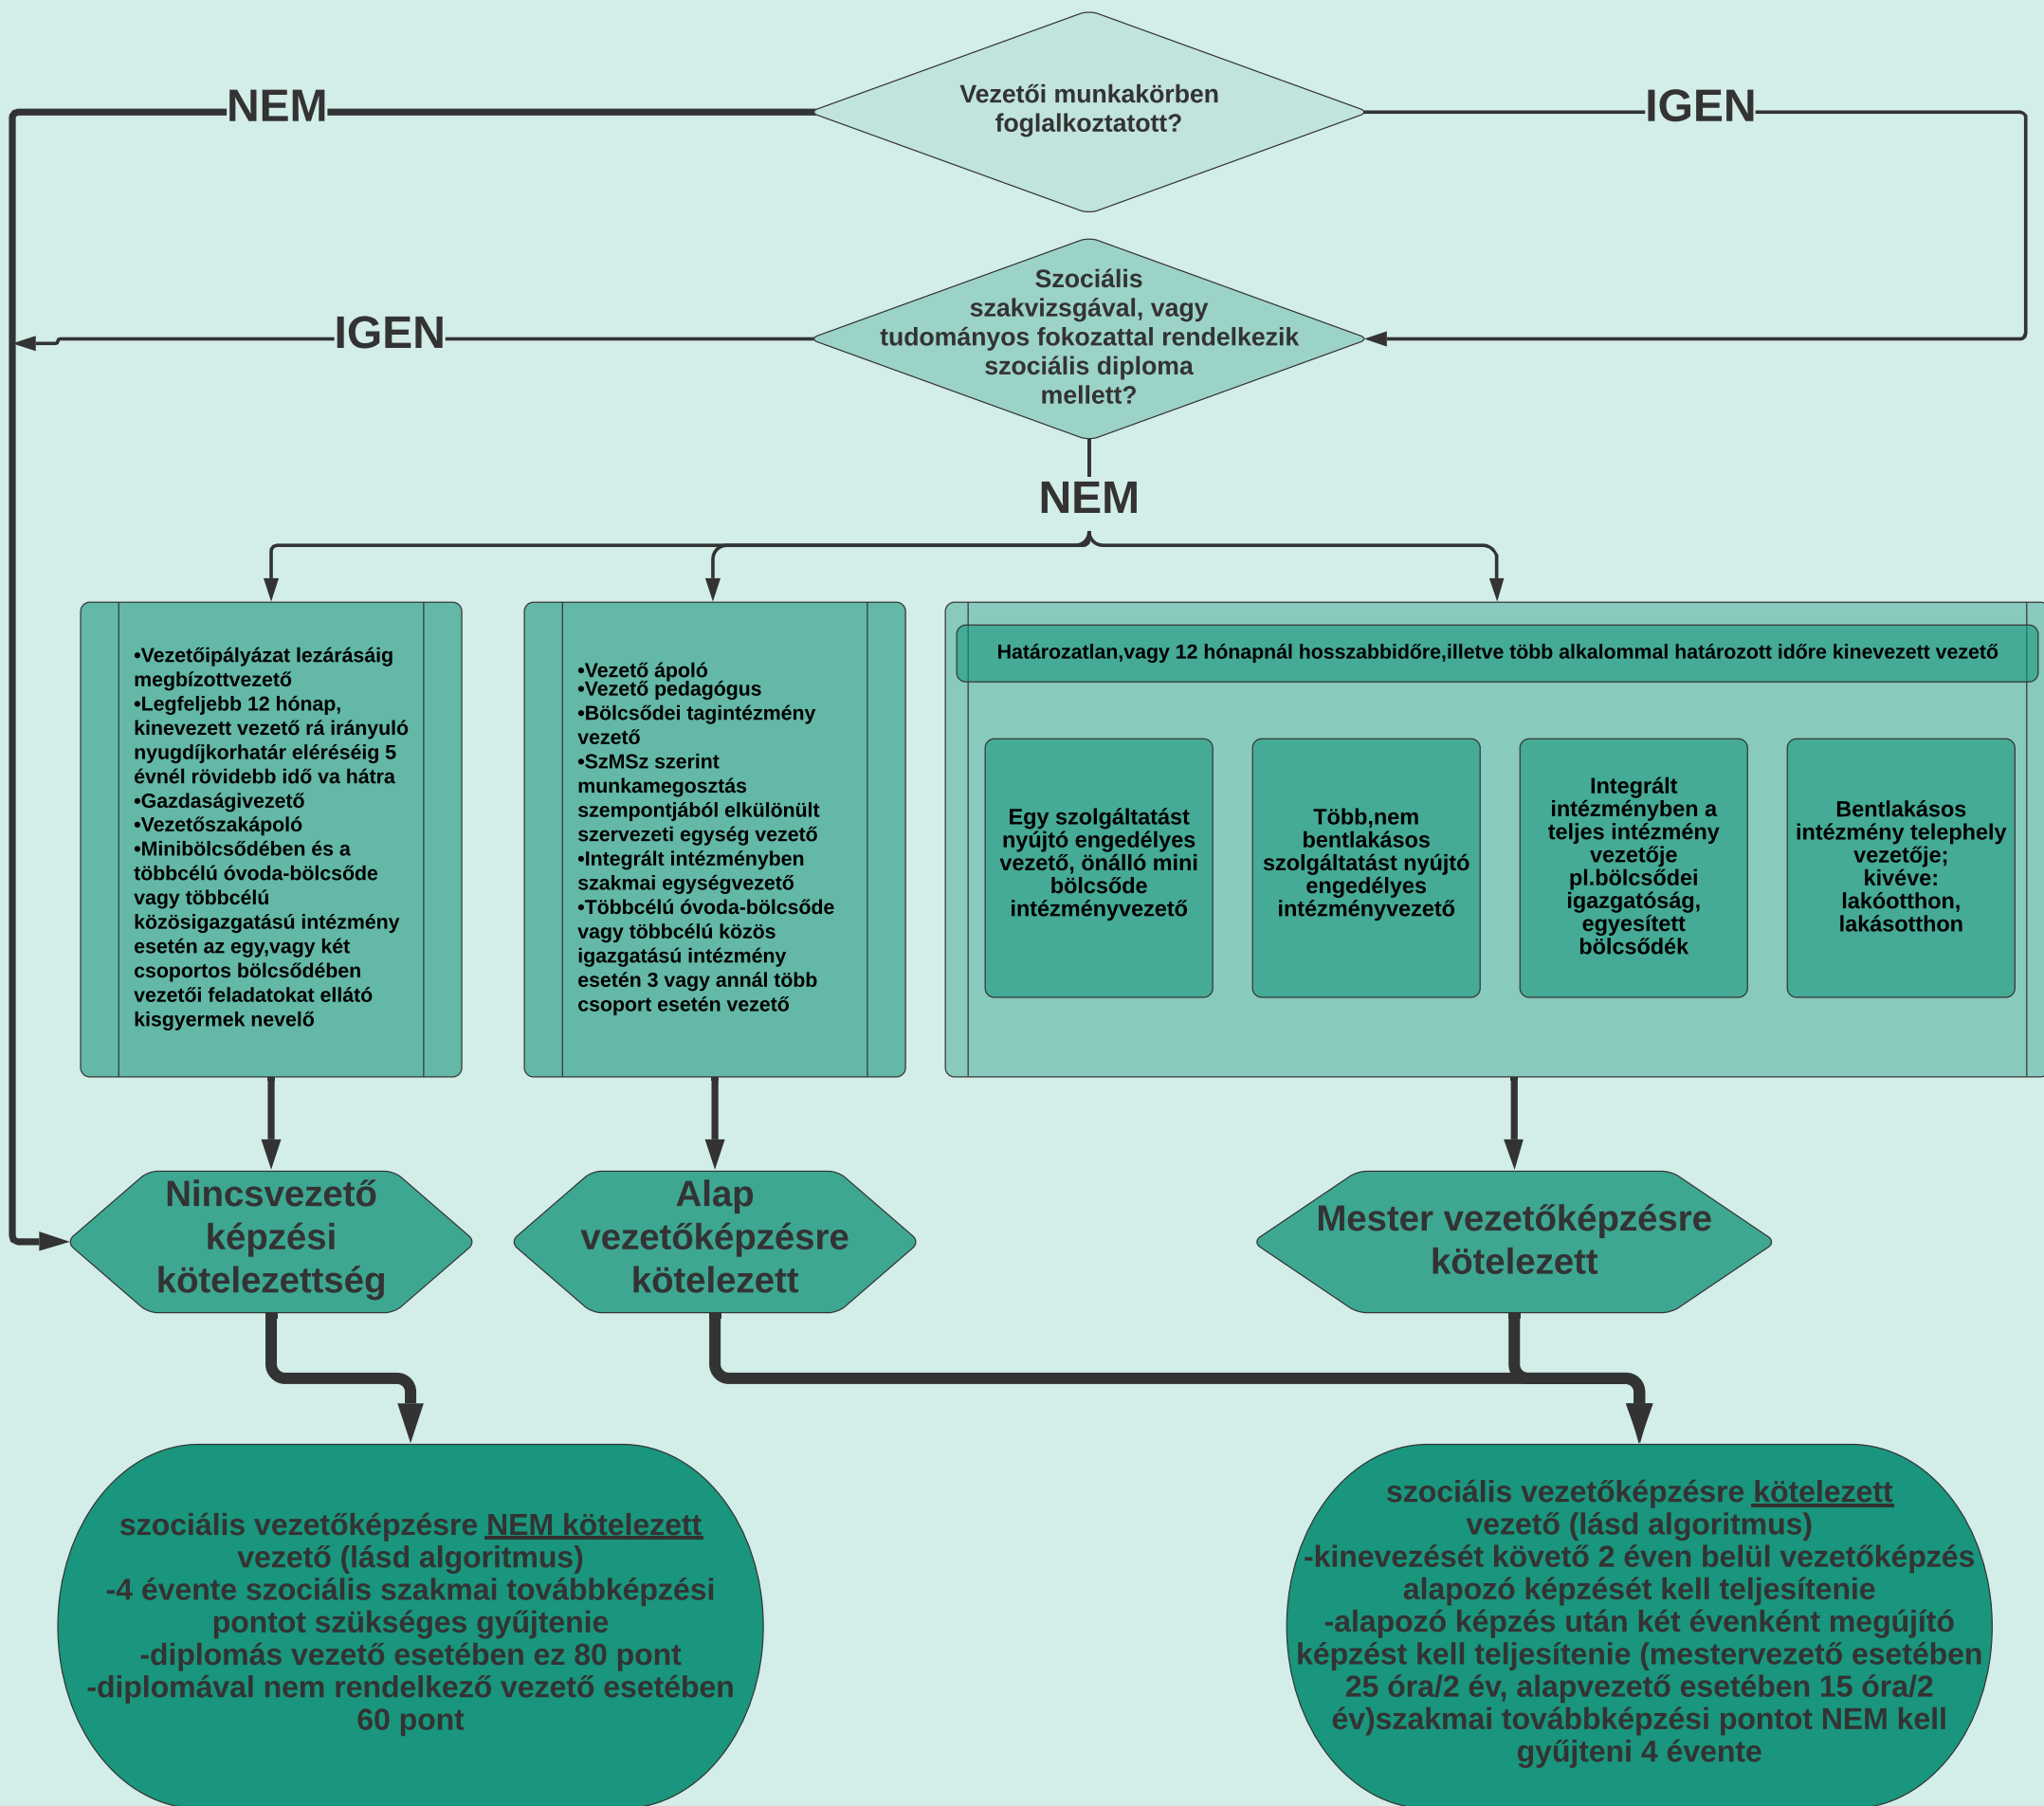 Vezetői munkakörben
foglalkoztatott?
NEM
IGEN
Szociális
szakvizsgával, vagy
tudományos fokozattal rendelkezik
szociális diploma
mellett?
IGEN
NEM
•Vezetőipályázat lezárásáig
megbízottvezető
•Legfeljebb 12 hónap,
kinevezett vezető rá irányuló
nyugdíjkorhatár eléréséig 5
évnél rövidebb idő va hátra
•Gazdaságivezető
•Vezetőszakápoló
•Minibölcsődében és a
többcélú óvoda-bölcsőde
vagy többcélú
közösigazgatású intézmény
esetén az egy,vagy két
csoportos bölcsődében
vezetői feladatokat ellátó
kisgyermek nevelő
•Vezető ápoló
•Vezető pedagógus
•Bölcsődei tagintézmény
vezető
•SzMSz szerint
munkamegosztás
szempontjából elkülönült
szervezeti egység vezető
•Integrált intézményben
szakmai egységvezető
•Többcélú óvoda-bölcsőde
vagy többcélú közös
igazgatású intézmény
esetén 3 vagy annál több
csoport esetén vezető
Határozatlan,vagy 12 hónapnál hosszabbidőre,illetve több alkalommal határozott időre kinevezett vezető
Egy szolgáltatást
nyújtó engedélyes
vezető, önálló mini
bölcsőde
intézményvezető
Több,nem
bentlakásos
szolgáltatást nyújtó
engedélyes
intézményvezető
Integrált
intézményben a
teljes intézmény
vezetője
pl.bölcsődei
igazgatóság,
egyesített
bölcsődék
Bentlakásos
intézmény telephely
vezetője;
kivéve:
lakóotthon,
lakásotthon
Nincsvezető
képzési
kötelezettség
Alap
vezetőképzésre
kötelezett
Mester vezetőképzésre
kötelezett
szociális vezetőképzésre NEM kötelezett
vezető (lásd algoritmus)
-4 évente szociális szakmai továbbképzési
pontot szükséges gyűjtenie
-diplomás vezető esetében ez 80 pont
-diplomával nem rendelkező vezető esetében
60 pont
szociális vezetőképzésre kötelezett
vezető (lásd algoritmus)
-kinevezését követő 2 éven belül vezetőképzés
alapozó képzését kell teljesítenie
-alapozó képzés után két évenként megújító
képzést kell teljesítenie (mestervezető esetében
25 óra/2 év, alapvezető esetében 15 óra/2
év)szakmai továbbképzési pontot NEM kell
gyűjteni 4 évente